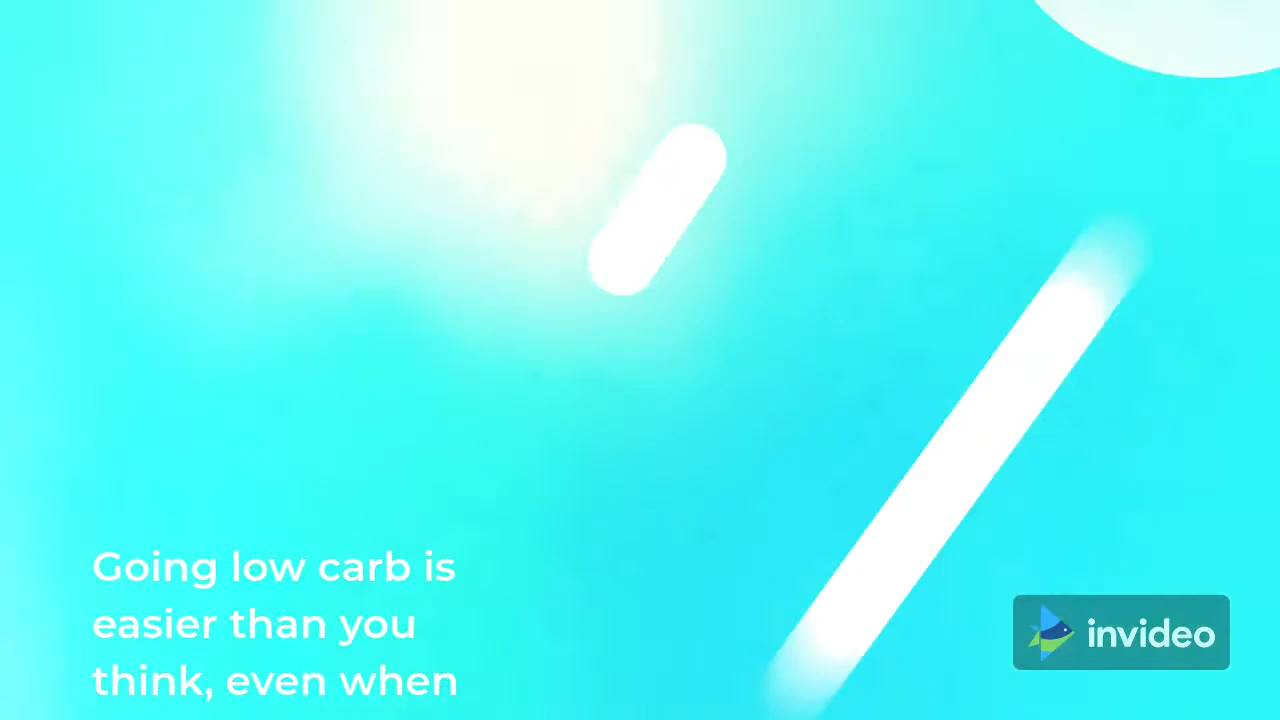 Going low carb is
easier than you
think, even when
invideo